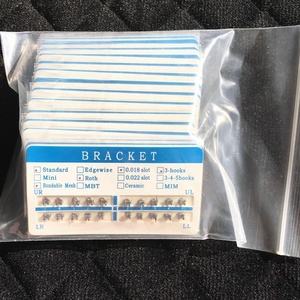 BRACKET
Standard Edgewise 0.018 slot 3-hooks
Mini Roth 0.022 slot 3-4-5hooks
Bondable Mesh MBT Ceramic MIM
UR UL
LR LL